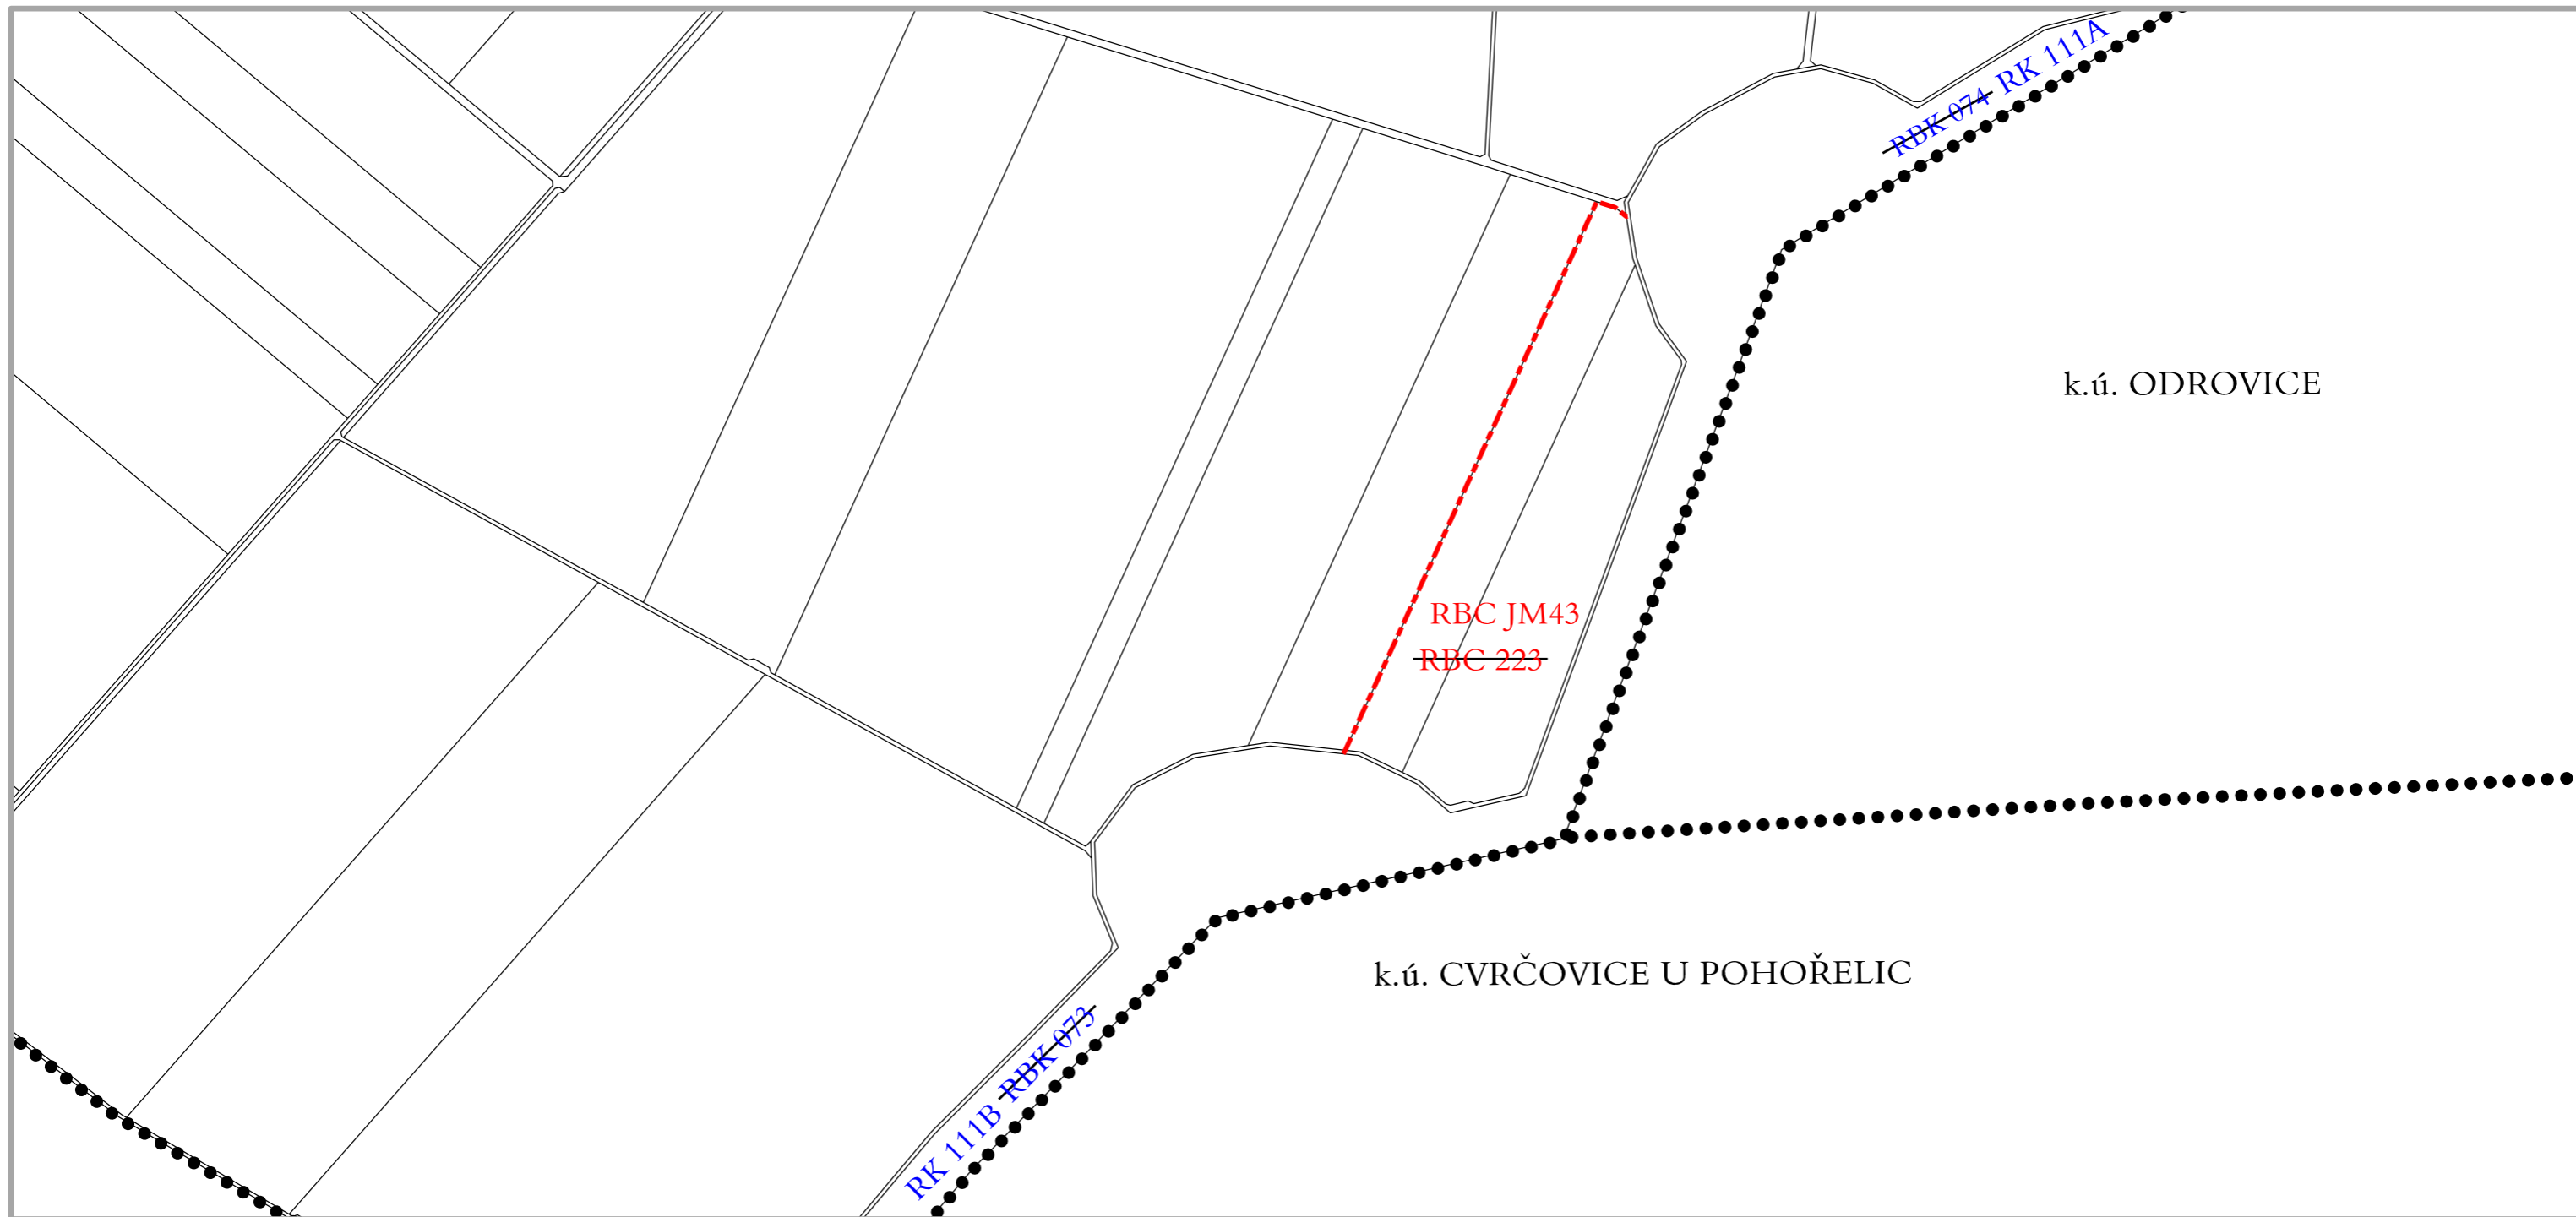 RBK 074 RK 111A
k.ú. ODROVICE
RBC JM43
RBC 223
k.ú. CVRČOVICE U POHOŘELIC
RK 111B RBK 073